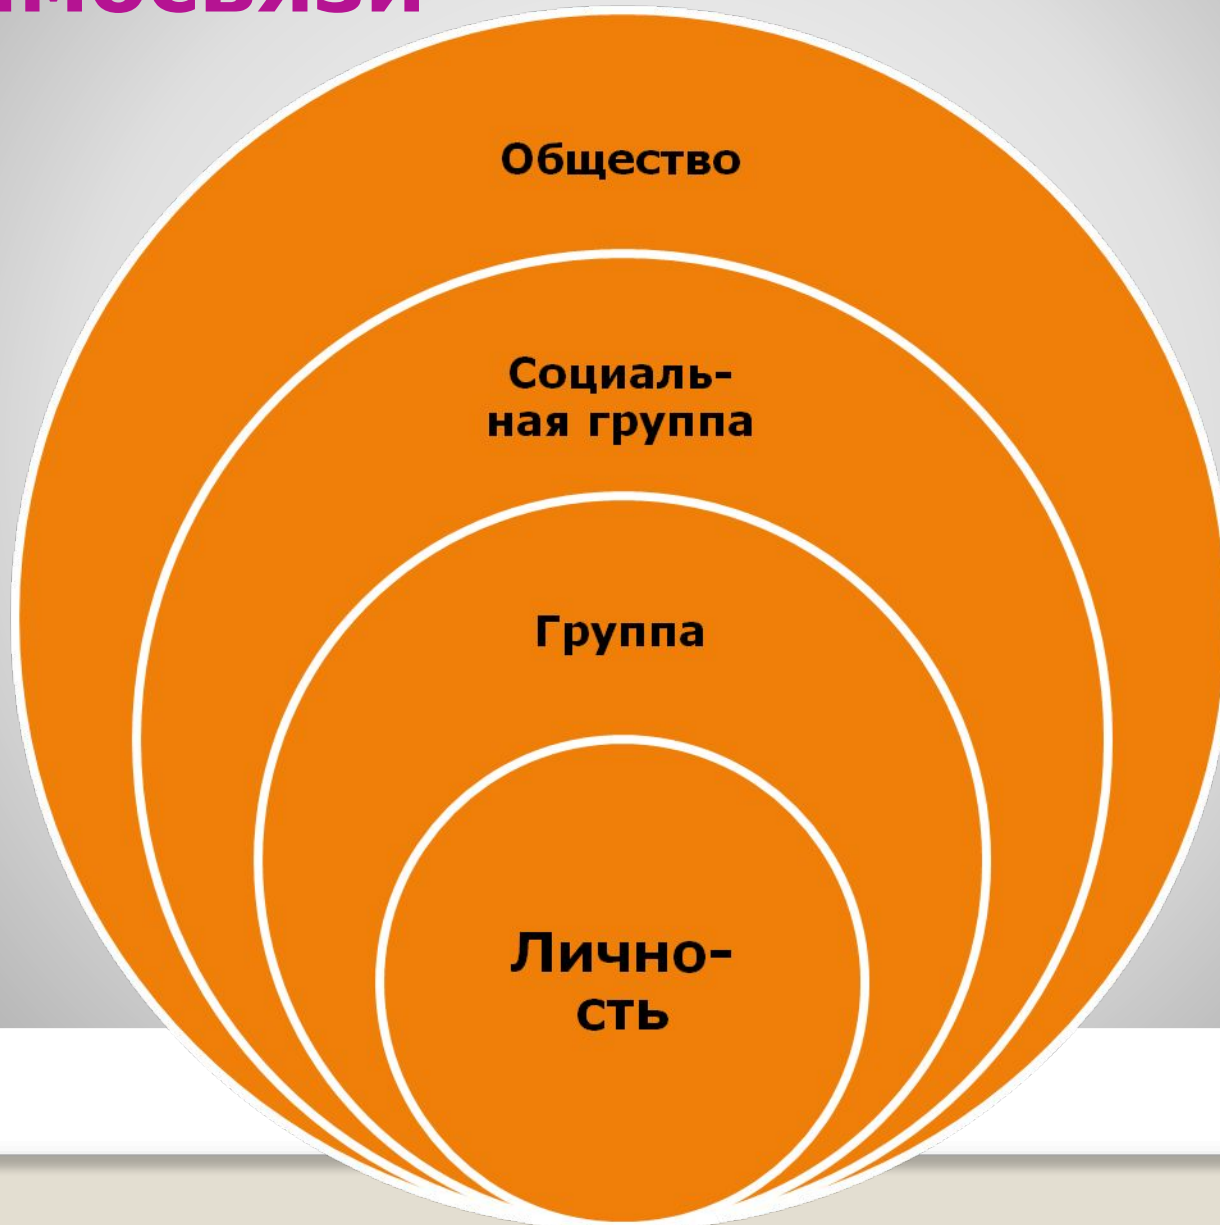 Общество
Социаль-
ная группа
Группа
Лично-
сть